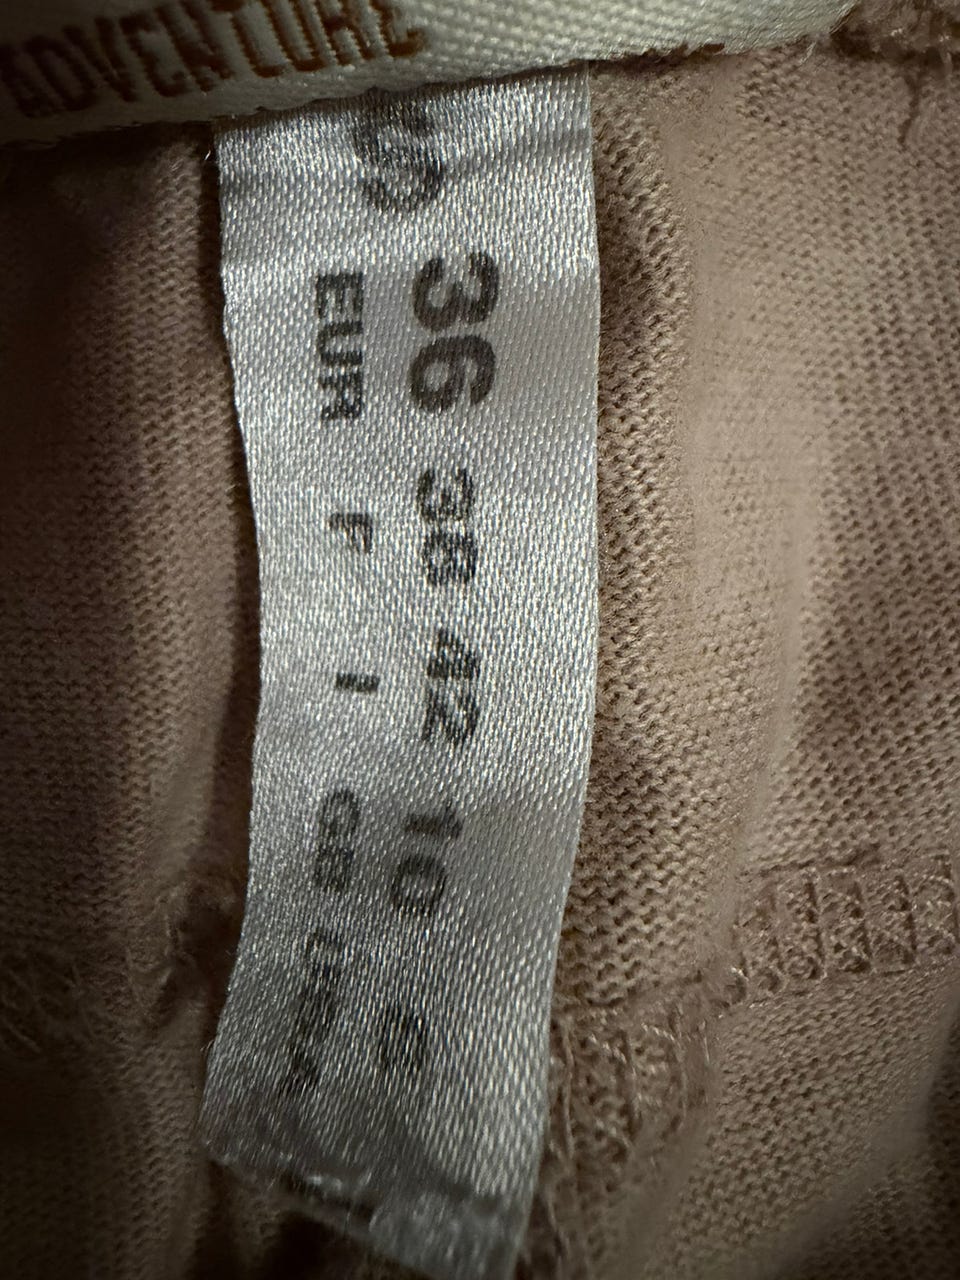 ADVENTURE
36 38 42 10
EUR F I GB